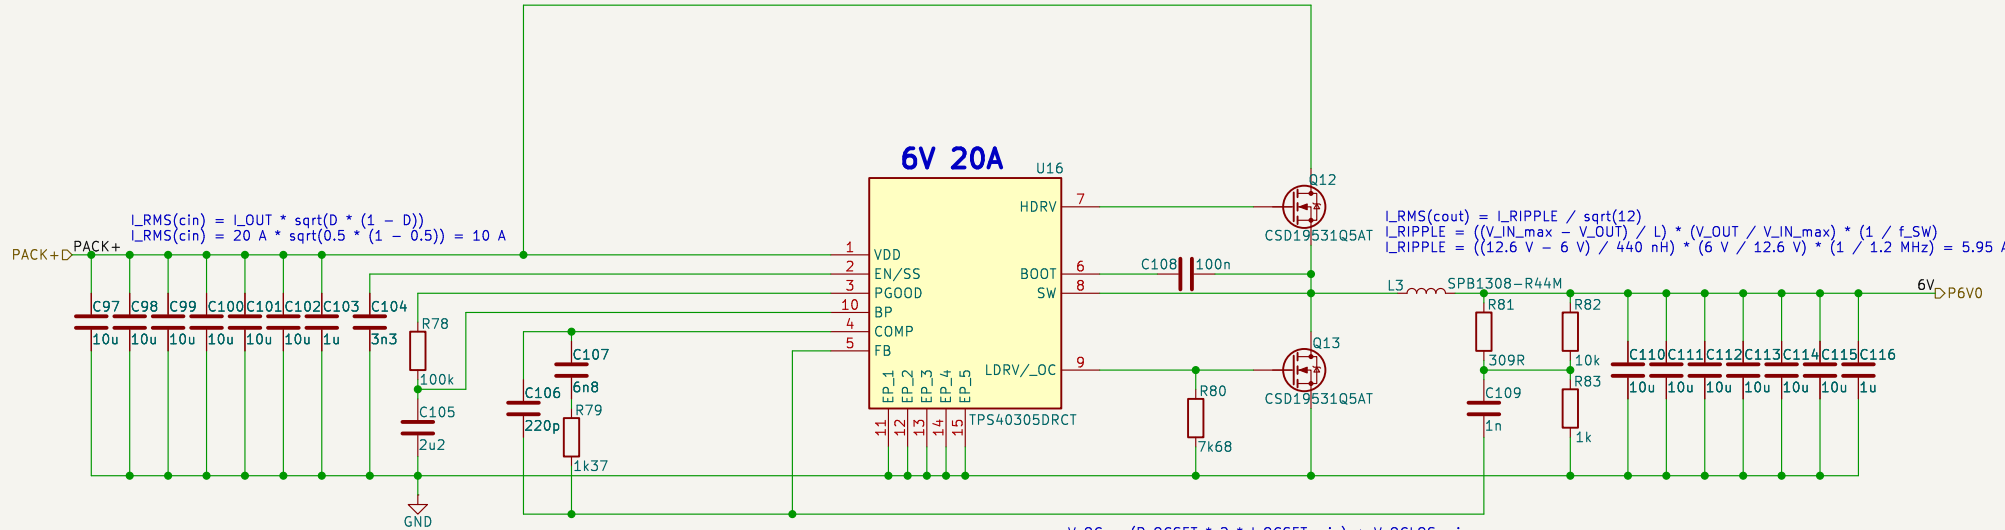 6V 20A
U16
Q12
HDRV
7
I_RMS(cin) = I_OUT * sqrt(D * (1 - D))
I_RMS(cin) = 20 A * sqrt(0.5 * (1 - 0.5)) = 10 A
I_RMS(cout) = I_RIPPLE / sqrt(12)
I_RIPPLE = ((V_IN_max - V_OUT) / L) * (V_OUT / V_IN_max) * (1 / f_SW)
I_RIPPLE = ((12.6 V - 6 V) / 440 nH) * (6 V / 12.6 V) * (1 / 1.2 MHz) = 5.95 A
CSD19531Q5AT
PACK+
PACK+
1
VDD
2
EN/SS
3
PGOOD
10
BP
4
COMP
5
FB
BOOT
6
SW
8
LDRV/_OC
9
C108
100n
L3
SPB1308-R44M
6V
P6V0
C97
10u
C98
10u
C99
10u
C100
10u
C101
10u
C102
10u
C103
1u
C104
3n3
R78
100k
C105
2u2
GND
C106
220p
C107
6n8
R79
1k37
EP_1
EP_2
EP_3
EP_4
EP_5
11
12
13
14
15
TPS40305DRCT
Q13
CSD19531Q5AT
R80
7k68
R81
309R
R82
10k
R83
1k
C109
1n
C110
10u
C111
10u
C112
10u
C113
10u
C114
10u
C115
10u
C116
1u